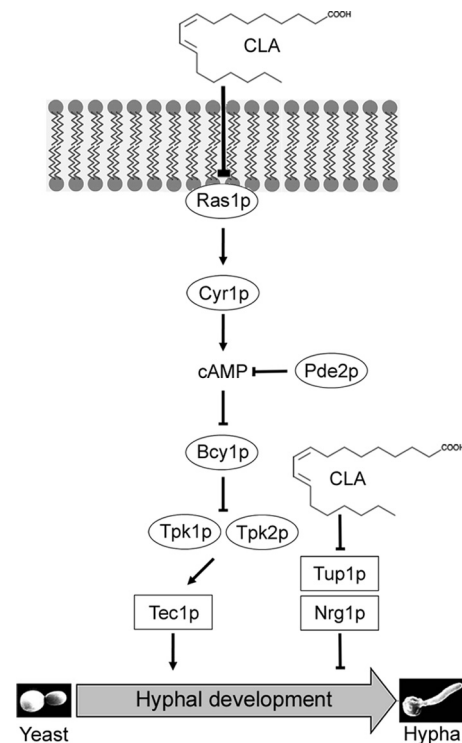 COOH
CLA
Ras1p
Cyr1p
cAMP
Pde2p
Bcy1p
COOH
CLA
Tpk1p
Tpk2p
Tup1p
Tec1p
Nrg1p
Hyphal development
Yeast
Hypha